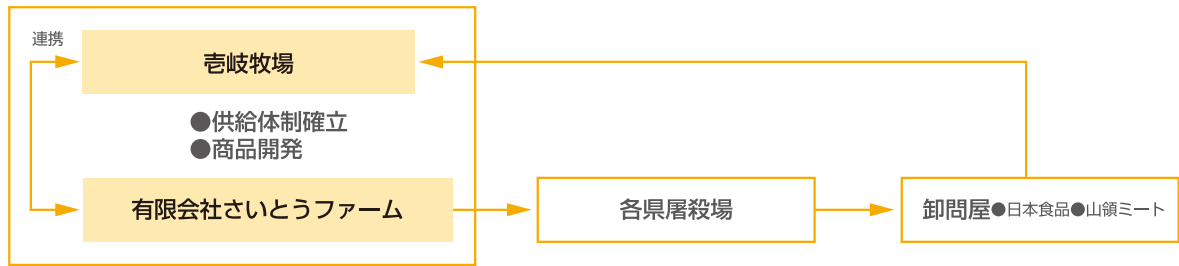 連携
壱岐牧場
●供給体制確立
●商品開発
有限会社さいとうファーム
各県屠殺場
卸問屋●日本食品●山領ミート